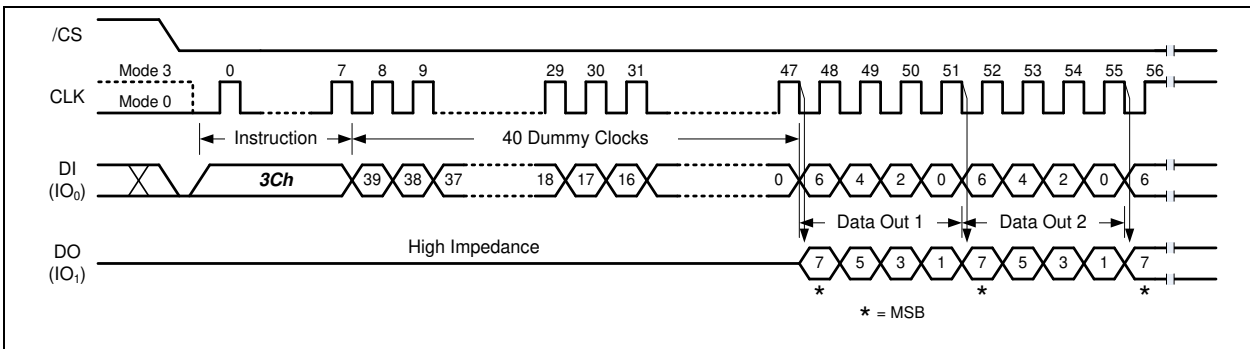 /CS
Mode 3 0 7 8 9 29 30 31 47 48 49 50 51 52 53 54 55 56
CLK
Mode 0
Instruction 40 Dummy Clocks
DI
(IO₀)
3Ch 39 38 37 18 17 16 0 6 4 2 0 6 4 2 0 6
Data Out 1 Data Out 2
High Impedance
DO
(IO₁)
7 5 3 1 7 5 3 1 7
* * *
* = MSB